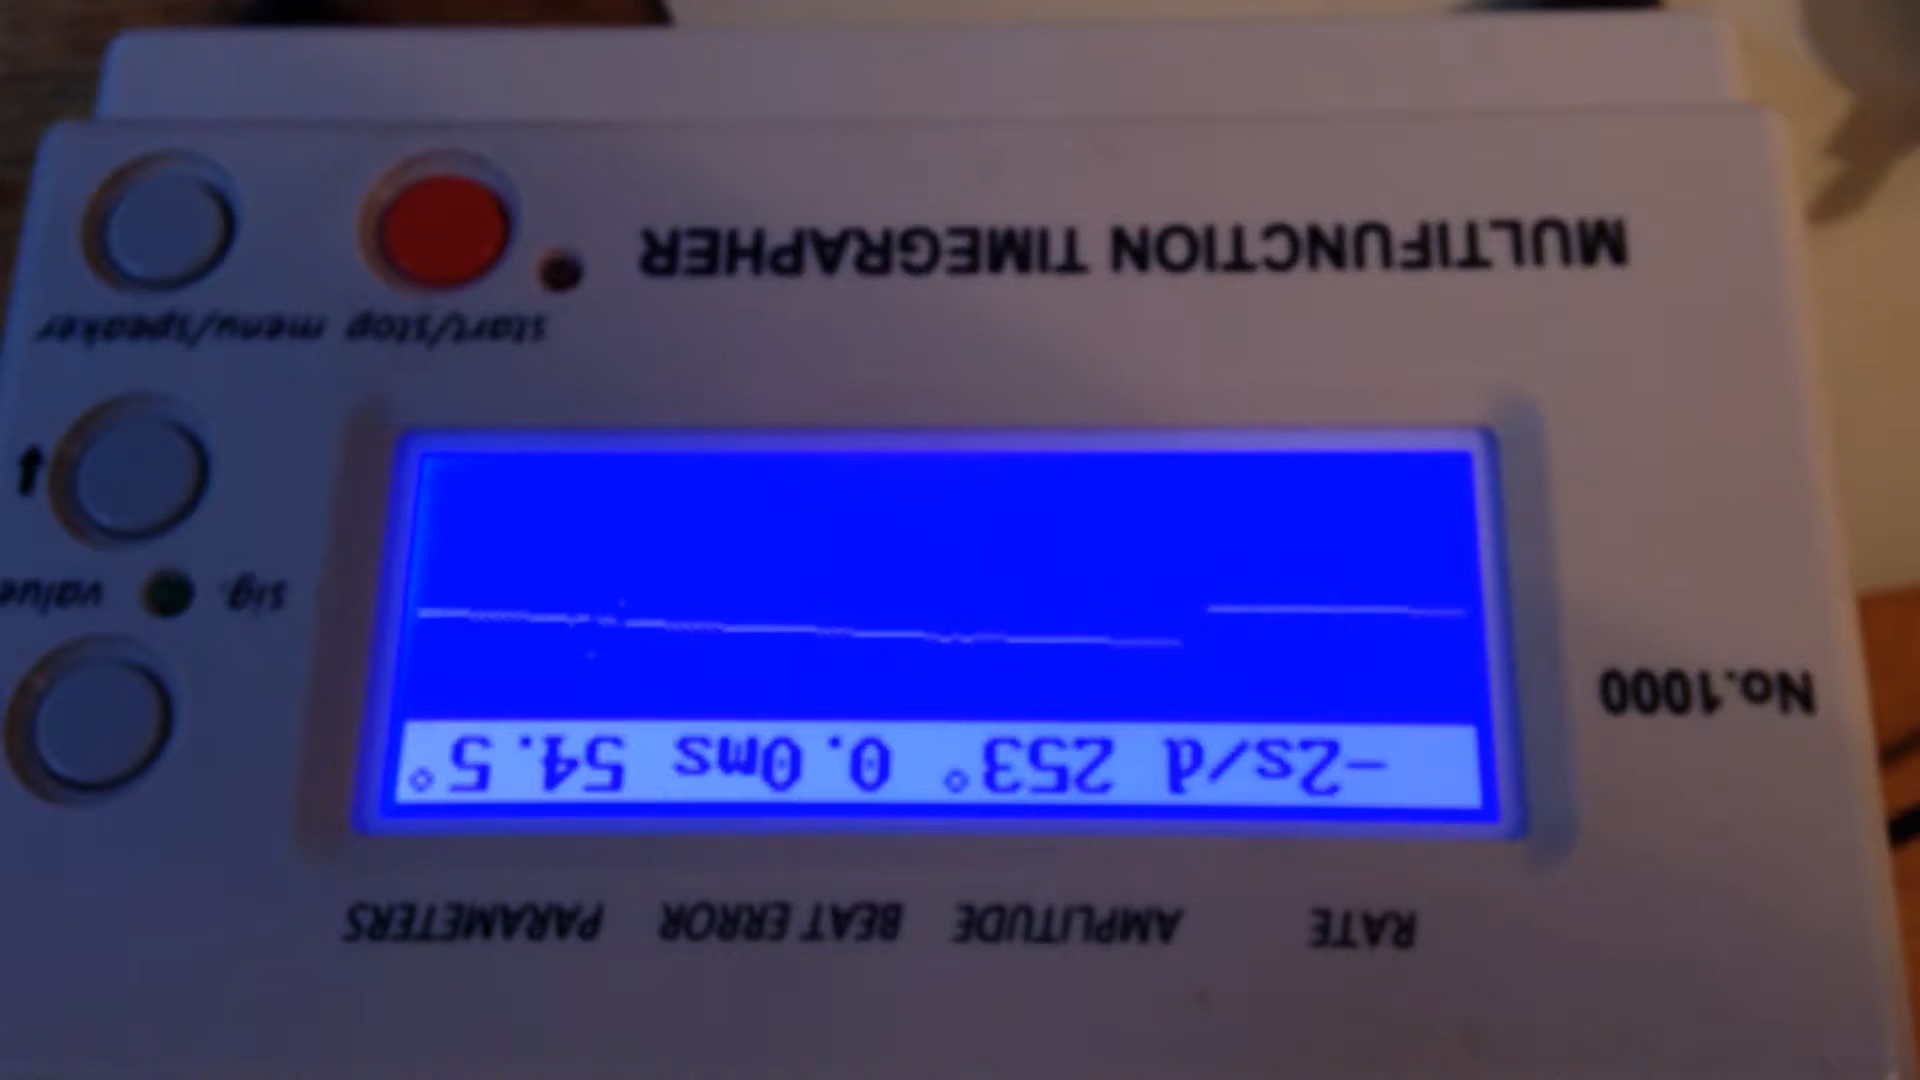 RATE AMPLITUDE BEAT ERROR PARAMETERS
-2s/d 253° 0.0ms 54.5°
No.1000
sig. value
start/stop menu/speaker
MULTIFUNCTION TIMEGRAPHER